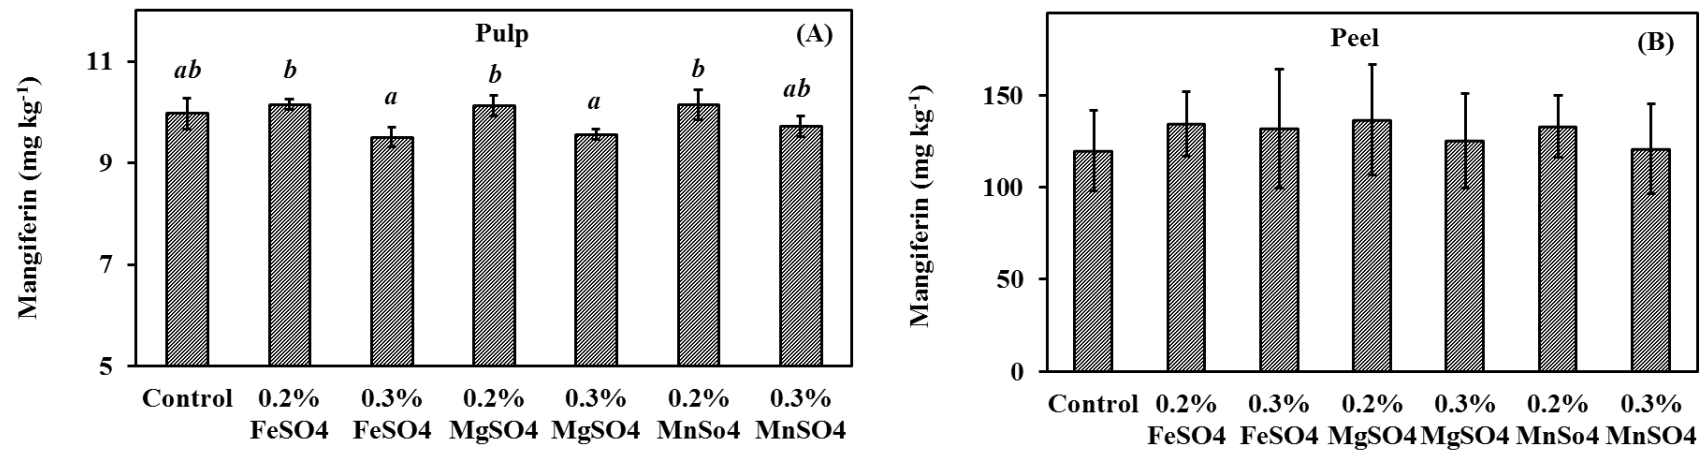 Pulp
(A)
Mangiferin (mg kg-1)
11
9
7
5
ab
b
a
b
a
b
ab
Control
0.2% FeSO4
0.3% FeSO4
0.2% MgSO4
0.3% MgSO4
0.2% MnSo4
0.3% MnSO4
Peel
(B)
Mangiferin (mg kg-1)
150
100
50
0
Control
0.2% FeSO4
0.3% FeSO4
0.2% MgSO4
0.3% MgSO4
0.2% MnSo4
0.3% MnSO4